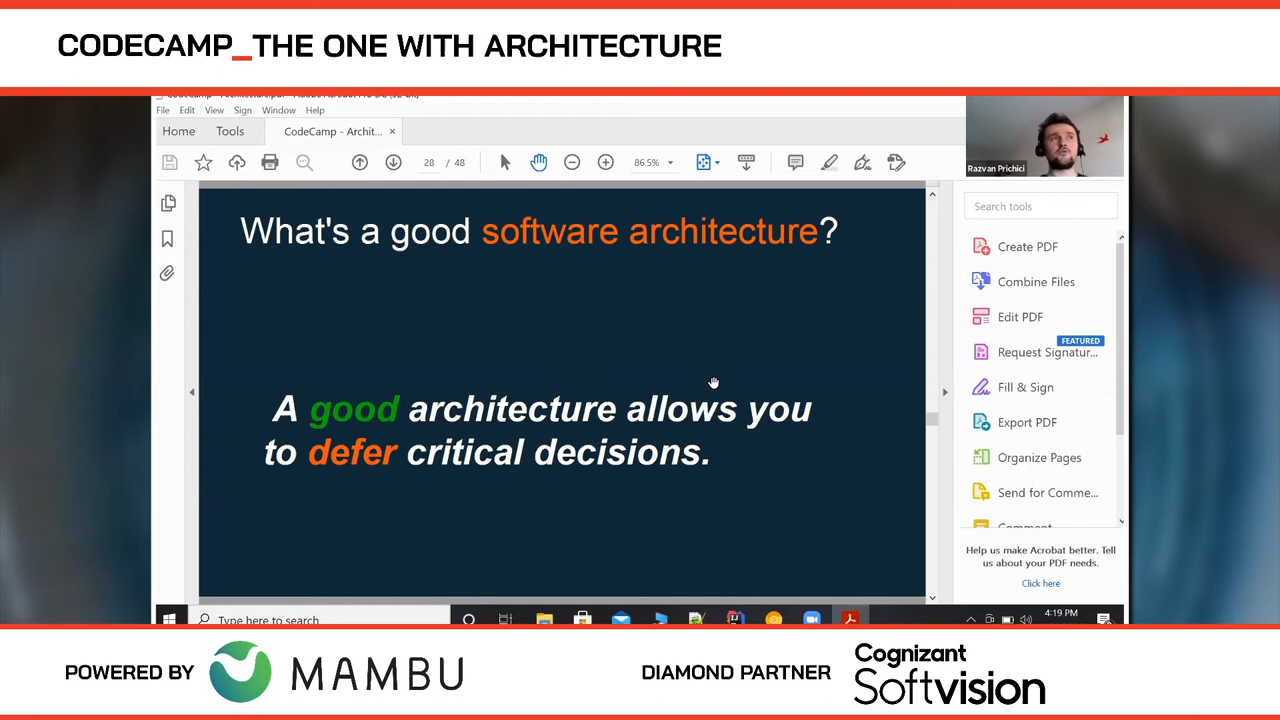 CODECAMP_THE ONE WITH ARCHITECTURE
File Edit View Sign Window Help
Home Tools CodeCamp - Archit... ×
28 / 48 86.5%
Razvan Prichici
What's a good software architecture?
A good architecture allows you
to defer critical decisions.
Search tools
Create PDF
Combine Files
Edit PDF
FEATURED
Request Signatur...
Fill & Sign
Export PDF
Organize Pages
Send for Comme...
Comment
Help us make Acrobat better. Tell
us about your PDF needs.
Click here
Type here to search
4:19 PM
POWERED BY MAMBU
DIAMOND PARTNER
Cognizant
Softvision